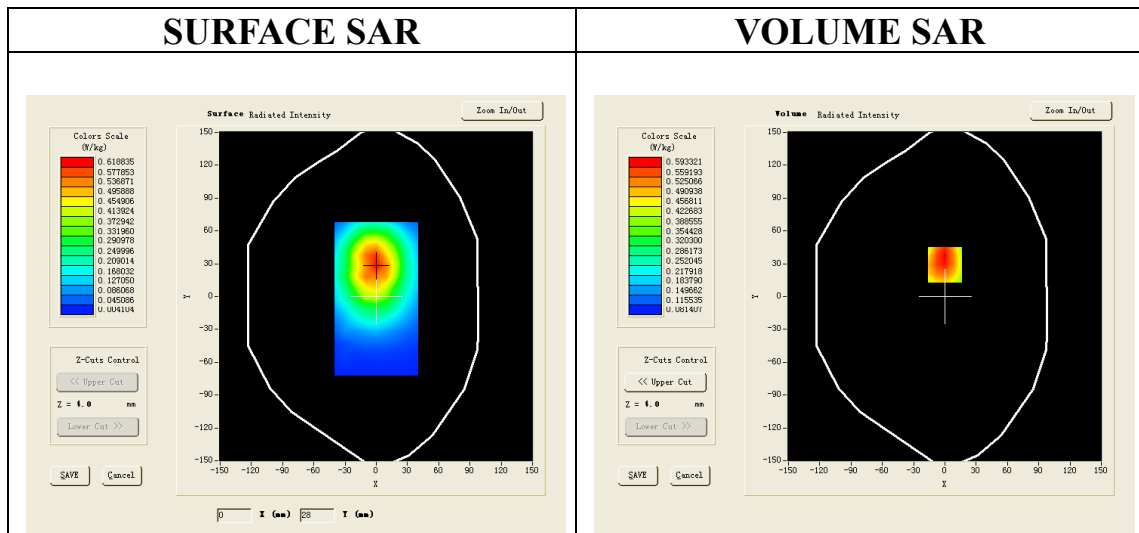 SURFACE SAR
VOLUME SAR
Surface Radiated Intensity
Zoom In/Out
Colors Scale
(W/kg)
0.618835
0.577853
0.536871
0.495888
0.454906
0.413924
0.372942
0.331960
0.290978
0.249996
0.209014
0.168032
0.127050
0.086068
0.045086
0.004104
150
120
90
60
30
0
-30
-60
-90
-120
-150
Y
-150 -120 -90 -60 -30 0 30 60 90 120 150
X
Z-Cuts Control
<< Upper Cut
Z = 4.0 mm
Lower Cut >>
SAVE Cancel
0 X (mm) 28 Y (mm)
Volume Radiated Intensity
Zoom In/Out
Colors Scale
(W/kg)
0.593321
0.559193
0.525066
0.490938
0.456811
0.422683
0.388555
0.354428
0.320300
0.286173
0.252045
0.217918
0.183790
0.149662
0.115535
0.081407
150
120
90
60
30
0
-30
-60
-90
-120
-150
Y
-150 -120 -90 -60 -30 0 30 60 90 120 150
X
Z-Cuts Control
<< Upper Cut
Z = 4.0 mm
Lower Cut >>
SAVE Cancel